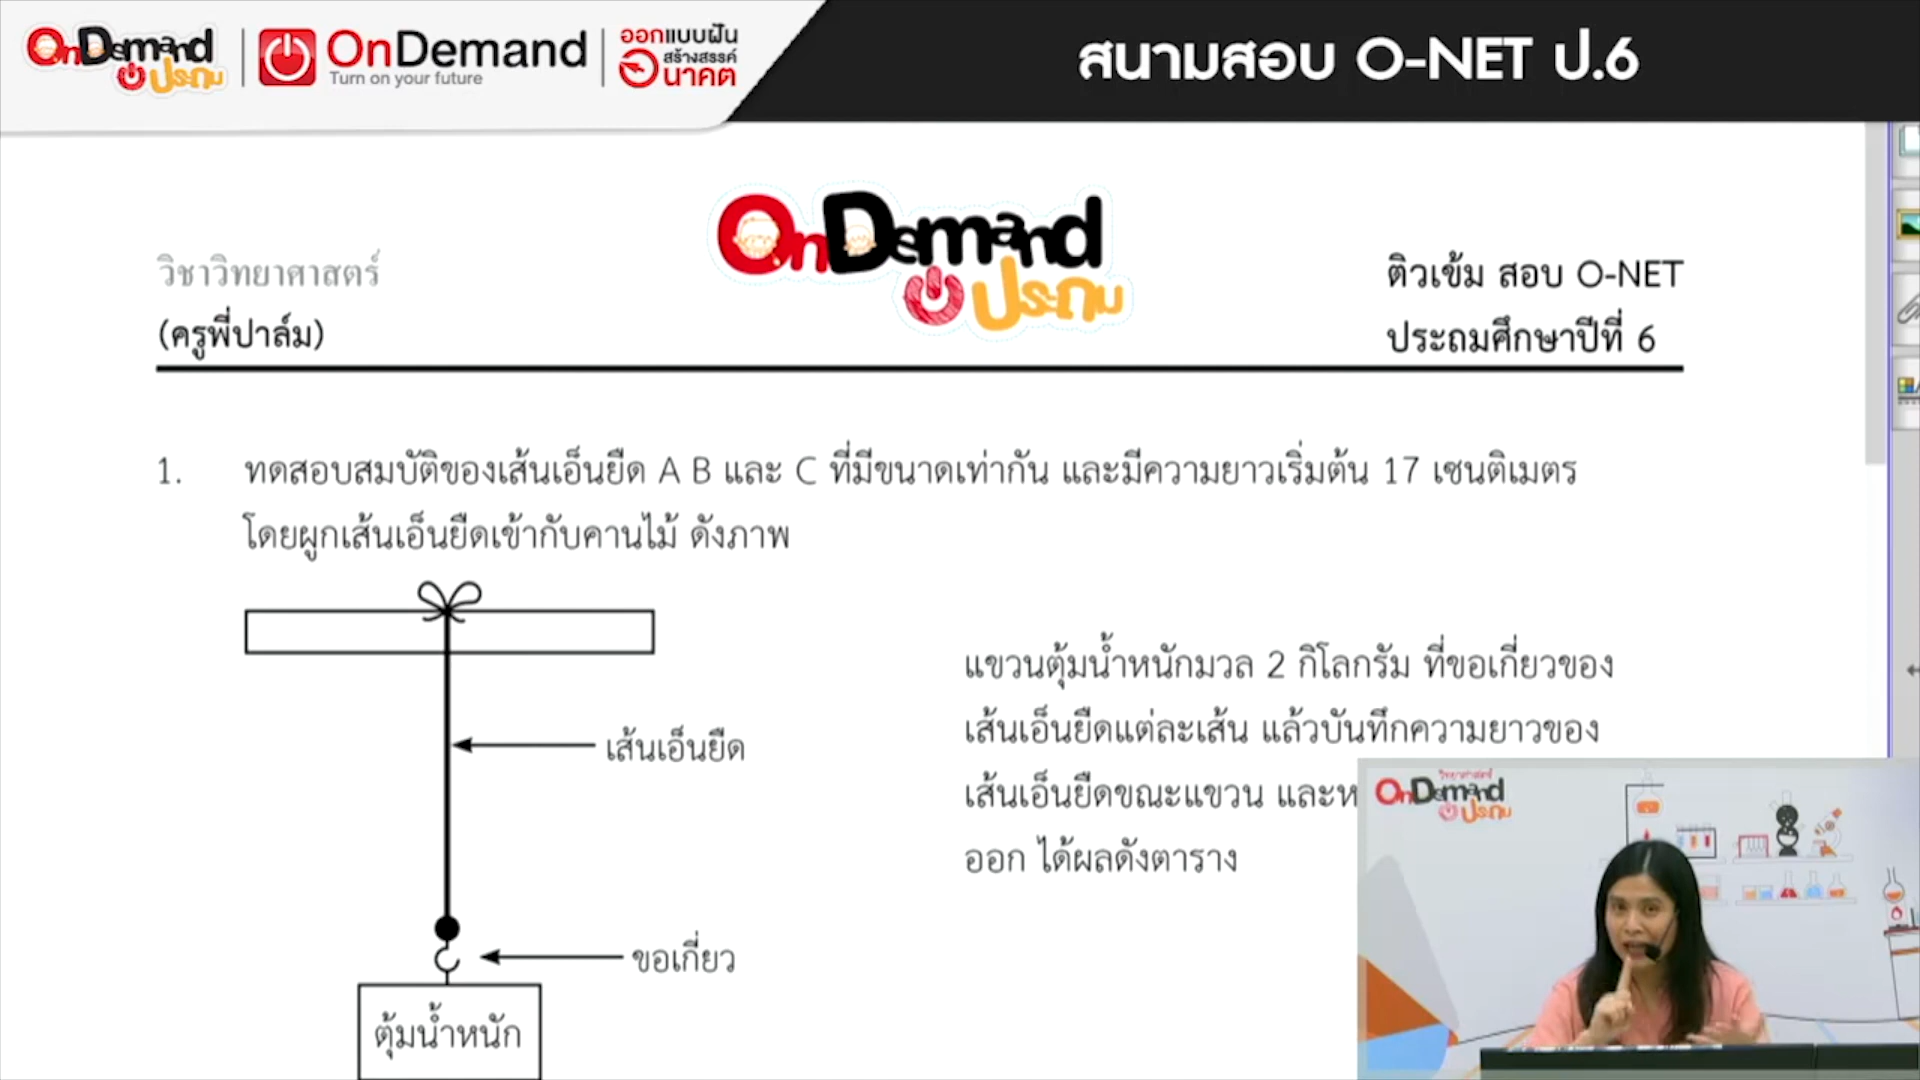 OnDemand ประถม
OnDemand
Turn on your future
ออกแบบฝัน
สร้างสรรค์
อนาคต
สนามสอบ O-NET ป.6
OnDemand
ประถม
วิชาวิทยาศาสตร์
(ครูพี่ปาล์ม)
ติวเข้ม สอบ O-NET
ประถมศึกษาปีที่ 6
1. ทดสอบสมบัติของเส้นเอ็นยืด A B และ C ที่มีขนาดเท่ากัน และมีความยาวเริ่มต้น 17 เซนติเมตร
โดยผูกเส้นเอ็นยืดเข้ากับคานไม้ ดังภาพ
เส้นเอ็นยืด
ขอเกี่ยว
ตุ้มน้ำหนัก
แขวนตุ้มน้ำหนักมวล 2 กิโลกรัม ที่ขอเกี่ยวของ
เส้นเอ็นยืดแต่ละเส้น แล้วบันทึกความยาวของ
เส้นเอ็นยืดขณะแขวน และห
ออก ได้ผลดังตาราง
วิทยาศาสตร์
OnDemand
ประถม